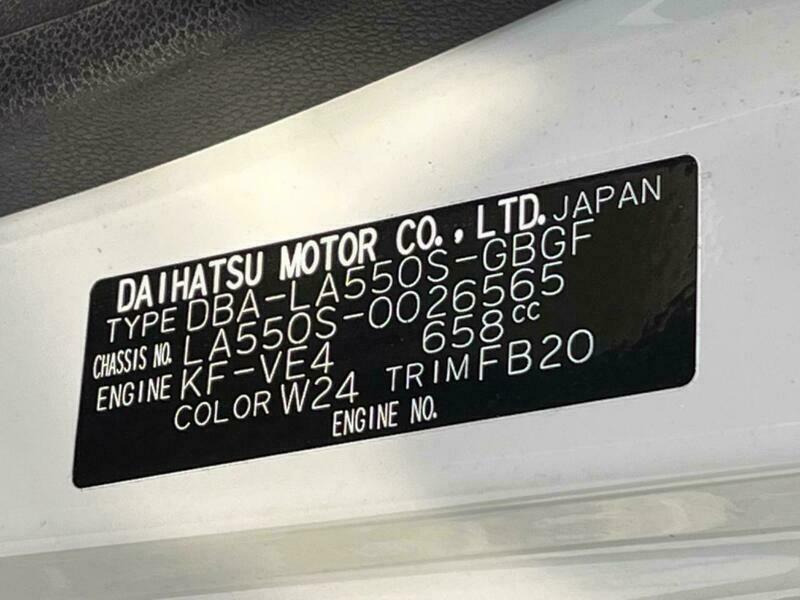 DAIHATSU MOTOR CO., LTD. JAPAN
TYPE DBA-LA550S-GBGF
CHASSIS NO. LA550S-0026565
ENGINE KF-VE4 658cc
COLOR W24 TRIM FB20
ENGINE NO.